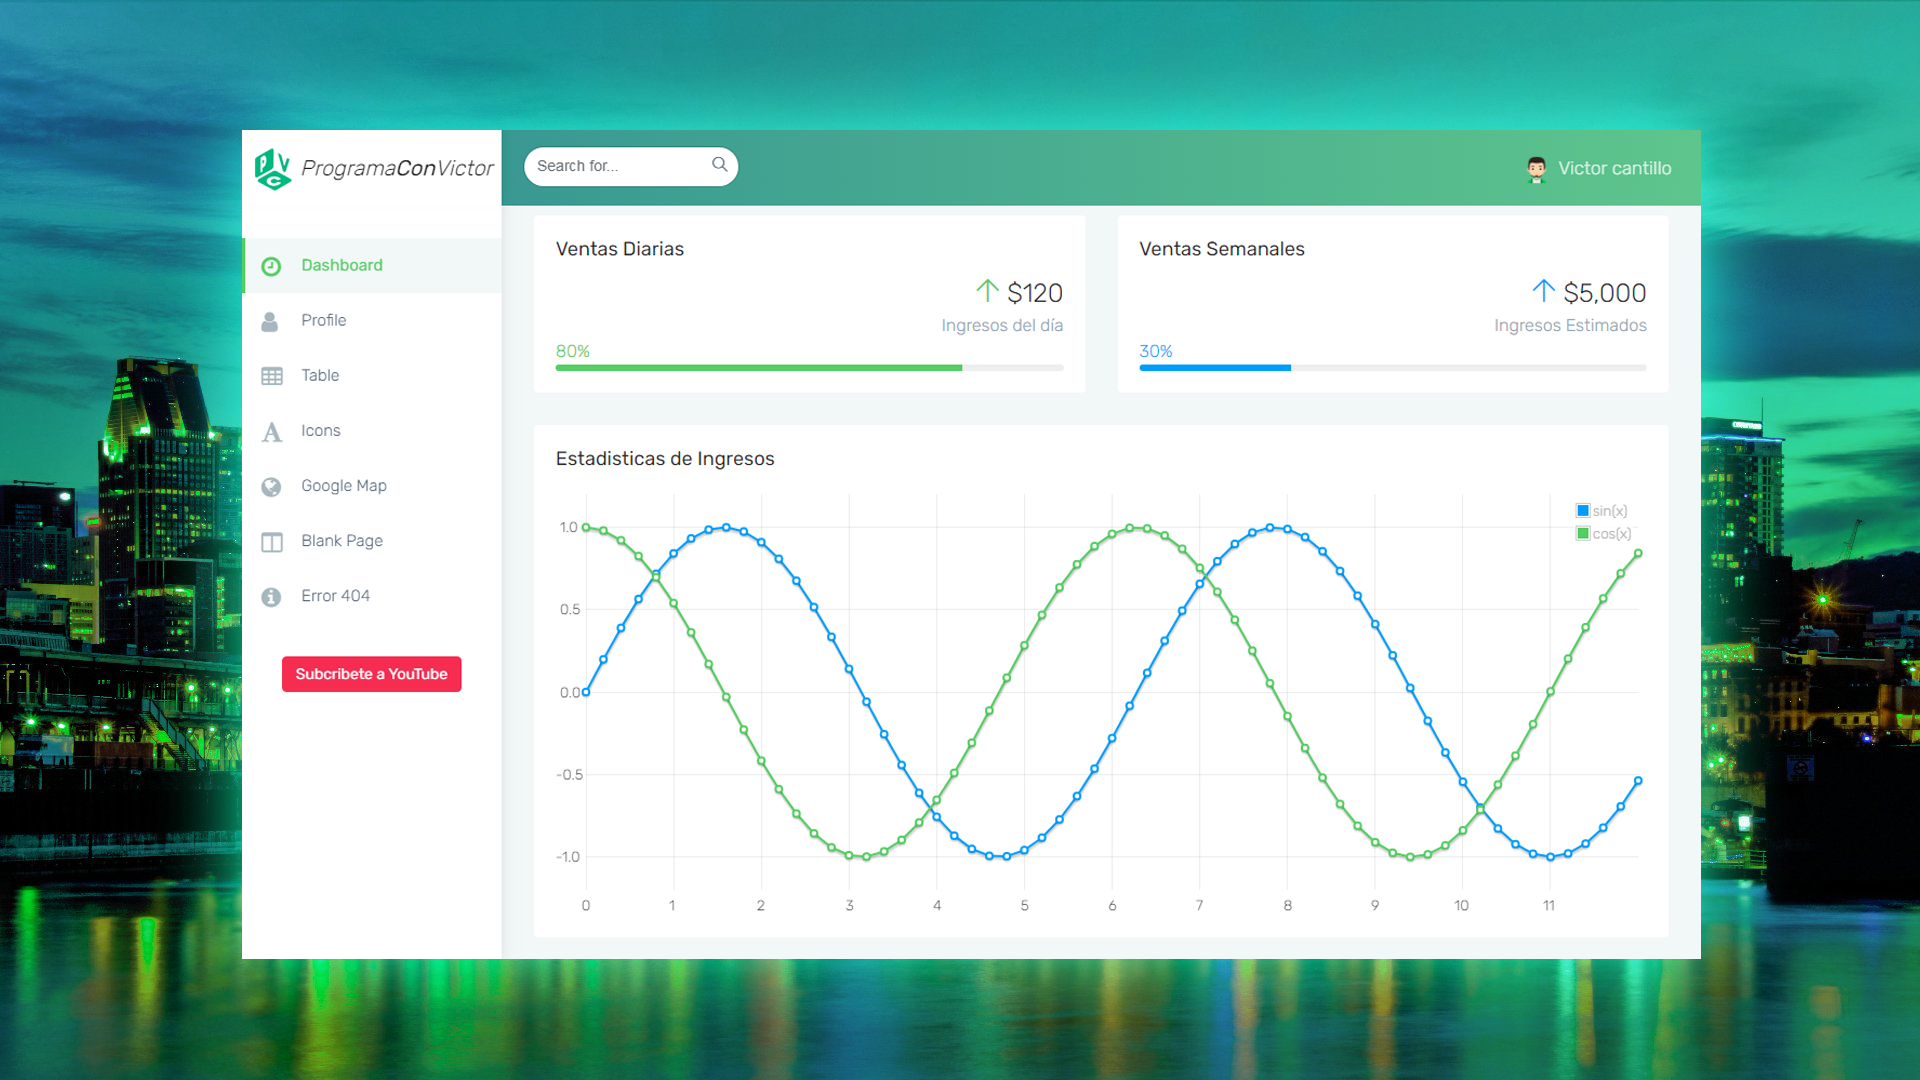 PVC
ProgramaConVictor
Search for...
Victor cantillo
Dashboard
Profile
Table
Icons
Google Map
Blank Page
Error 404
Subcribete a YouTube
Ventas Diarias
$120
Ingresos del día
80%
Ventas Semanales
$5,000
Ingresos Estimados
30%
Estadisticas de Ingresos
sin(x)
cos(x)
1.0
0.5
0.0
-0.5
-1.0
0 1 2 3 4 5 6 7 8 9 10 11